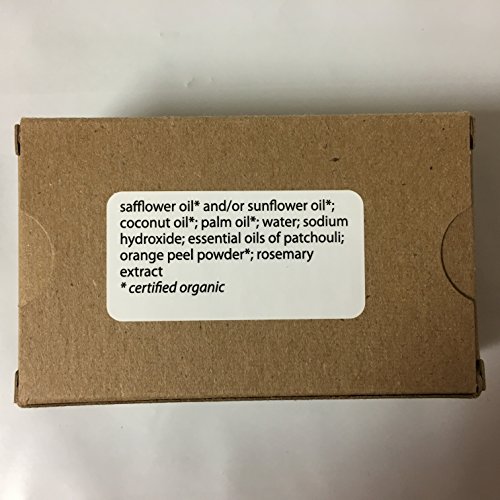 safflower oil* and/or sunflower oil*;
coconut oil*; palm oil*; water; sodium
hydroxide; essential oils of patchouli;
orange peel powder*; rosemary
extract
* certified organic